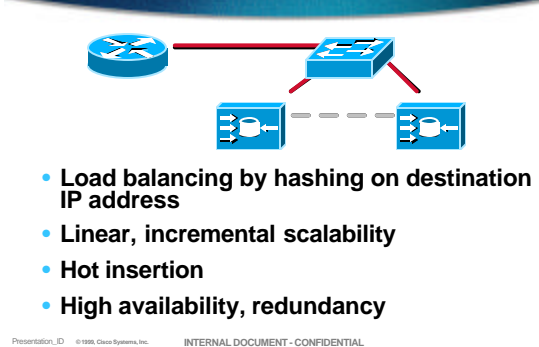 • Load balancing by hashing on destination
IP address
• Linear, incremental scalability
• Hot insertion
• High availability, redundancy
Presentation_ID © 1999, Cisco Systems, Inc. INTERNAL DOCUMENT - CONFIDENTIAL